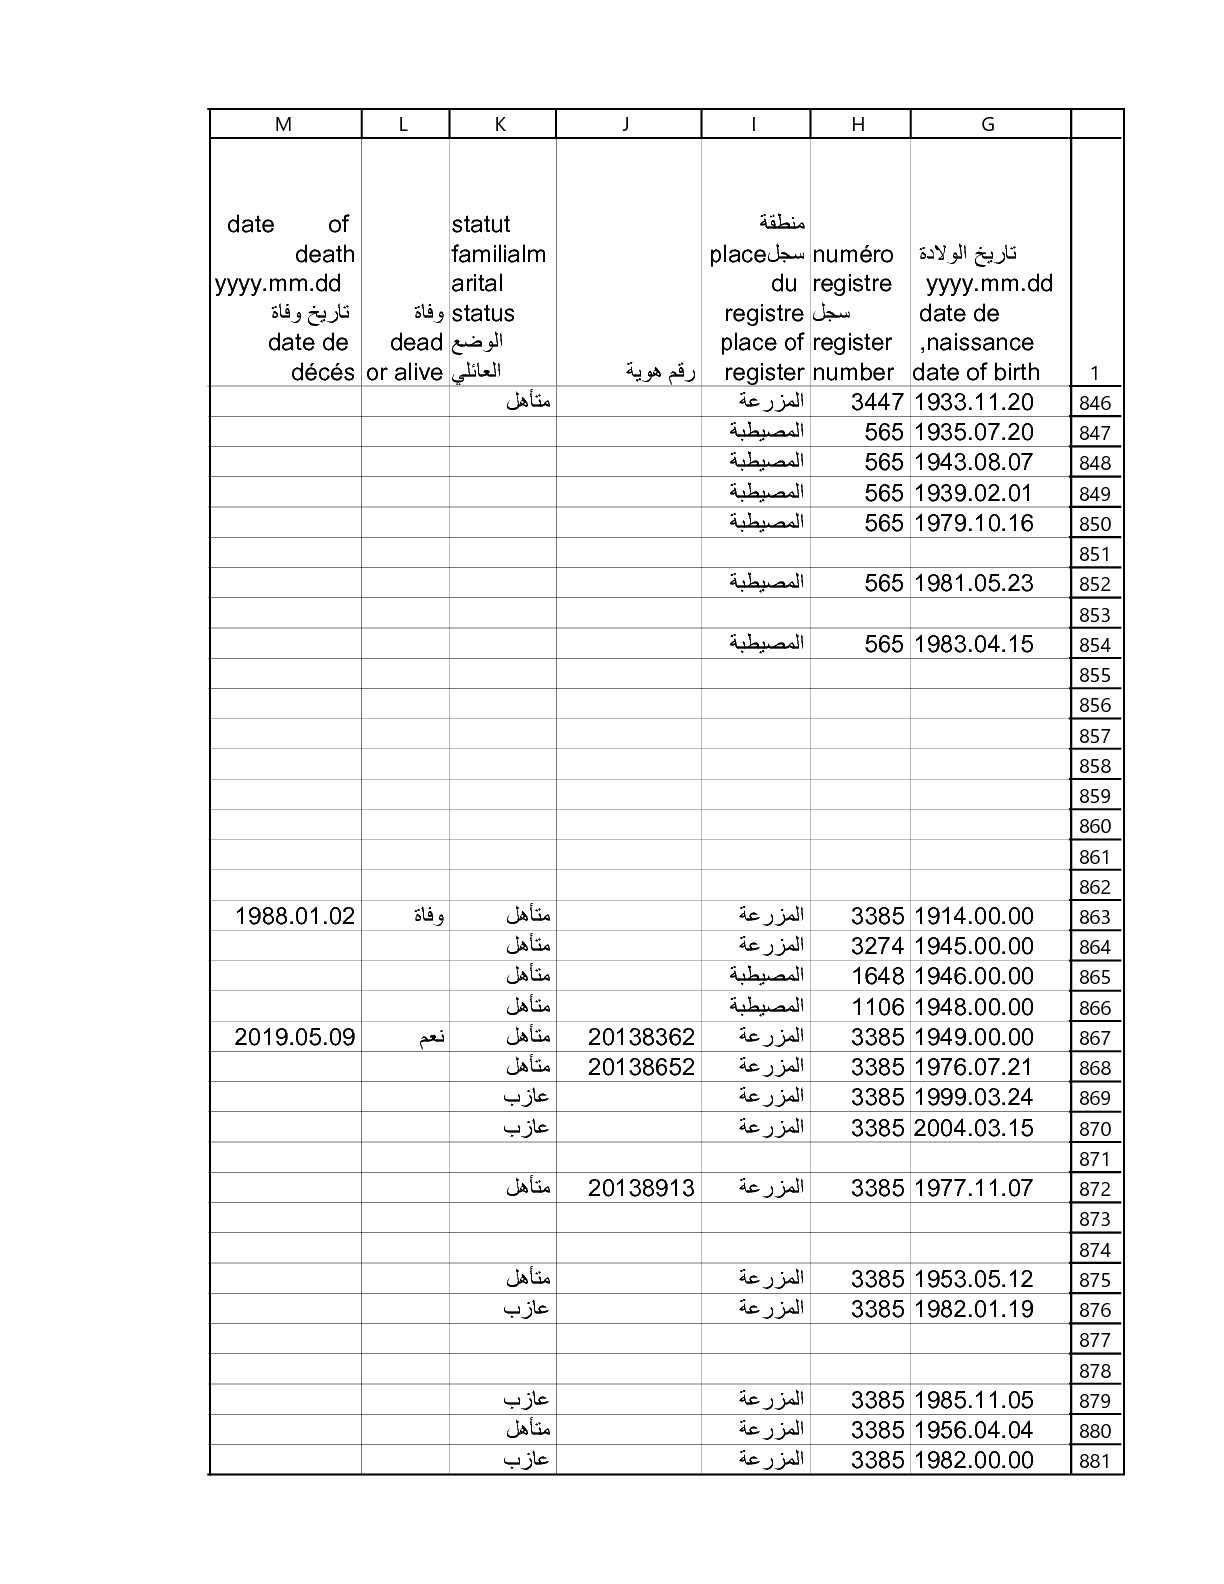 M L K J I H G
date of death yyyy.mm.dd تاريخ وفاة date de décés
وفاة dead or alive
statut familialm arital status الوضع العائلي
رقم هوية
منطقة سجلplace du registre place of register
numéro registre سجل register number
تاريخ الولادة yyyy.mm.dd date de ,naissance date of birth
1
متأهل المزرعة 3447 1933.11.20 846
المصيطبة 565 1935.07.20 847
المصيطبة 565 1943.08.07 848
المصيطبة 565 1939.02.01 849
المصيطبة 565 1979.10.16 850
851
المصيطبة 565 1981.05.23 852
853
المصيطبة 565 1983.04.15 854
855
856
857
858
859
860
861
862
1988.01.02 وفاة متأهل المزرعة 3385 1914.00.00 863
متأهل المزرعة 3274 1945.00.00 864
متأهل المصيطبة 1648 1946.00.00 865
متأهل المصيطبة 1106 1948.00.00 866
2019.05.09 نعم متأهل 20138362 المزرعة 3385 1949.00.00 867
متأهل 20138652 المزرعة 3385 1976.07.21 868
عازب المزرعة 3385 1999.03.24 869
عازب المزرعة 3385 2004.03.15 870
871
متأهل 20138913 المزرعة 3385 1977.11.07 872
873
874
متأهل المزرعة 3385 1953.05.12 875
عازب المزرعة 3385 1982.01.19 876
877
878
عازب المزرعة 3385 1985.11.05 879
متأهل المزرعة 3385 1956.04.04 880
عازب المزرعة 3385 1982.00.00 881